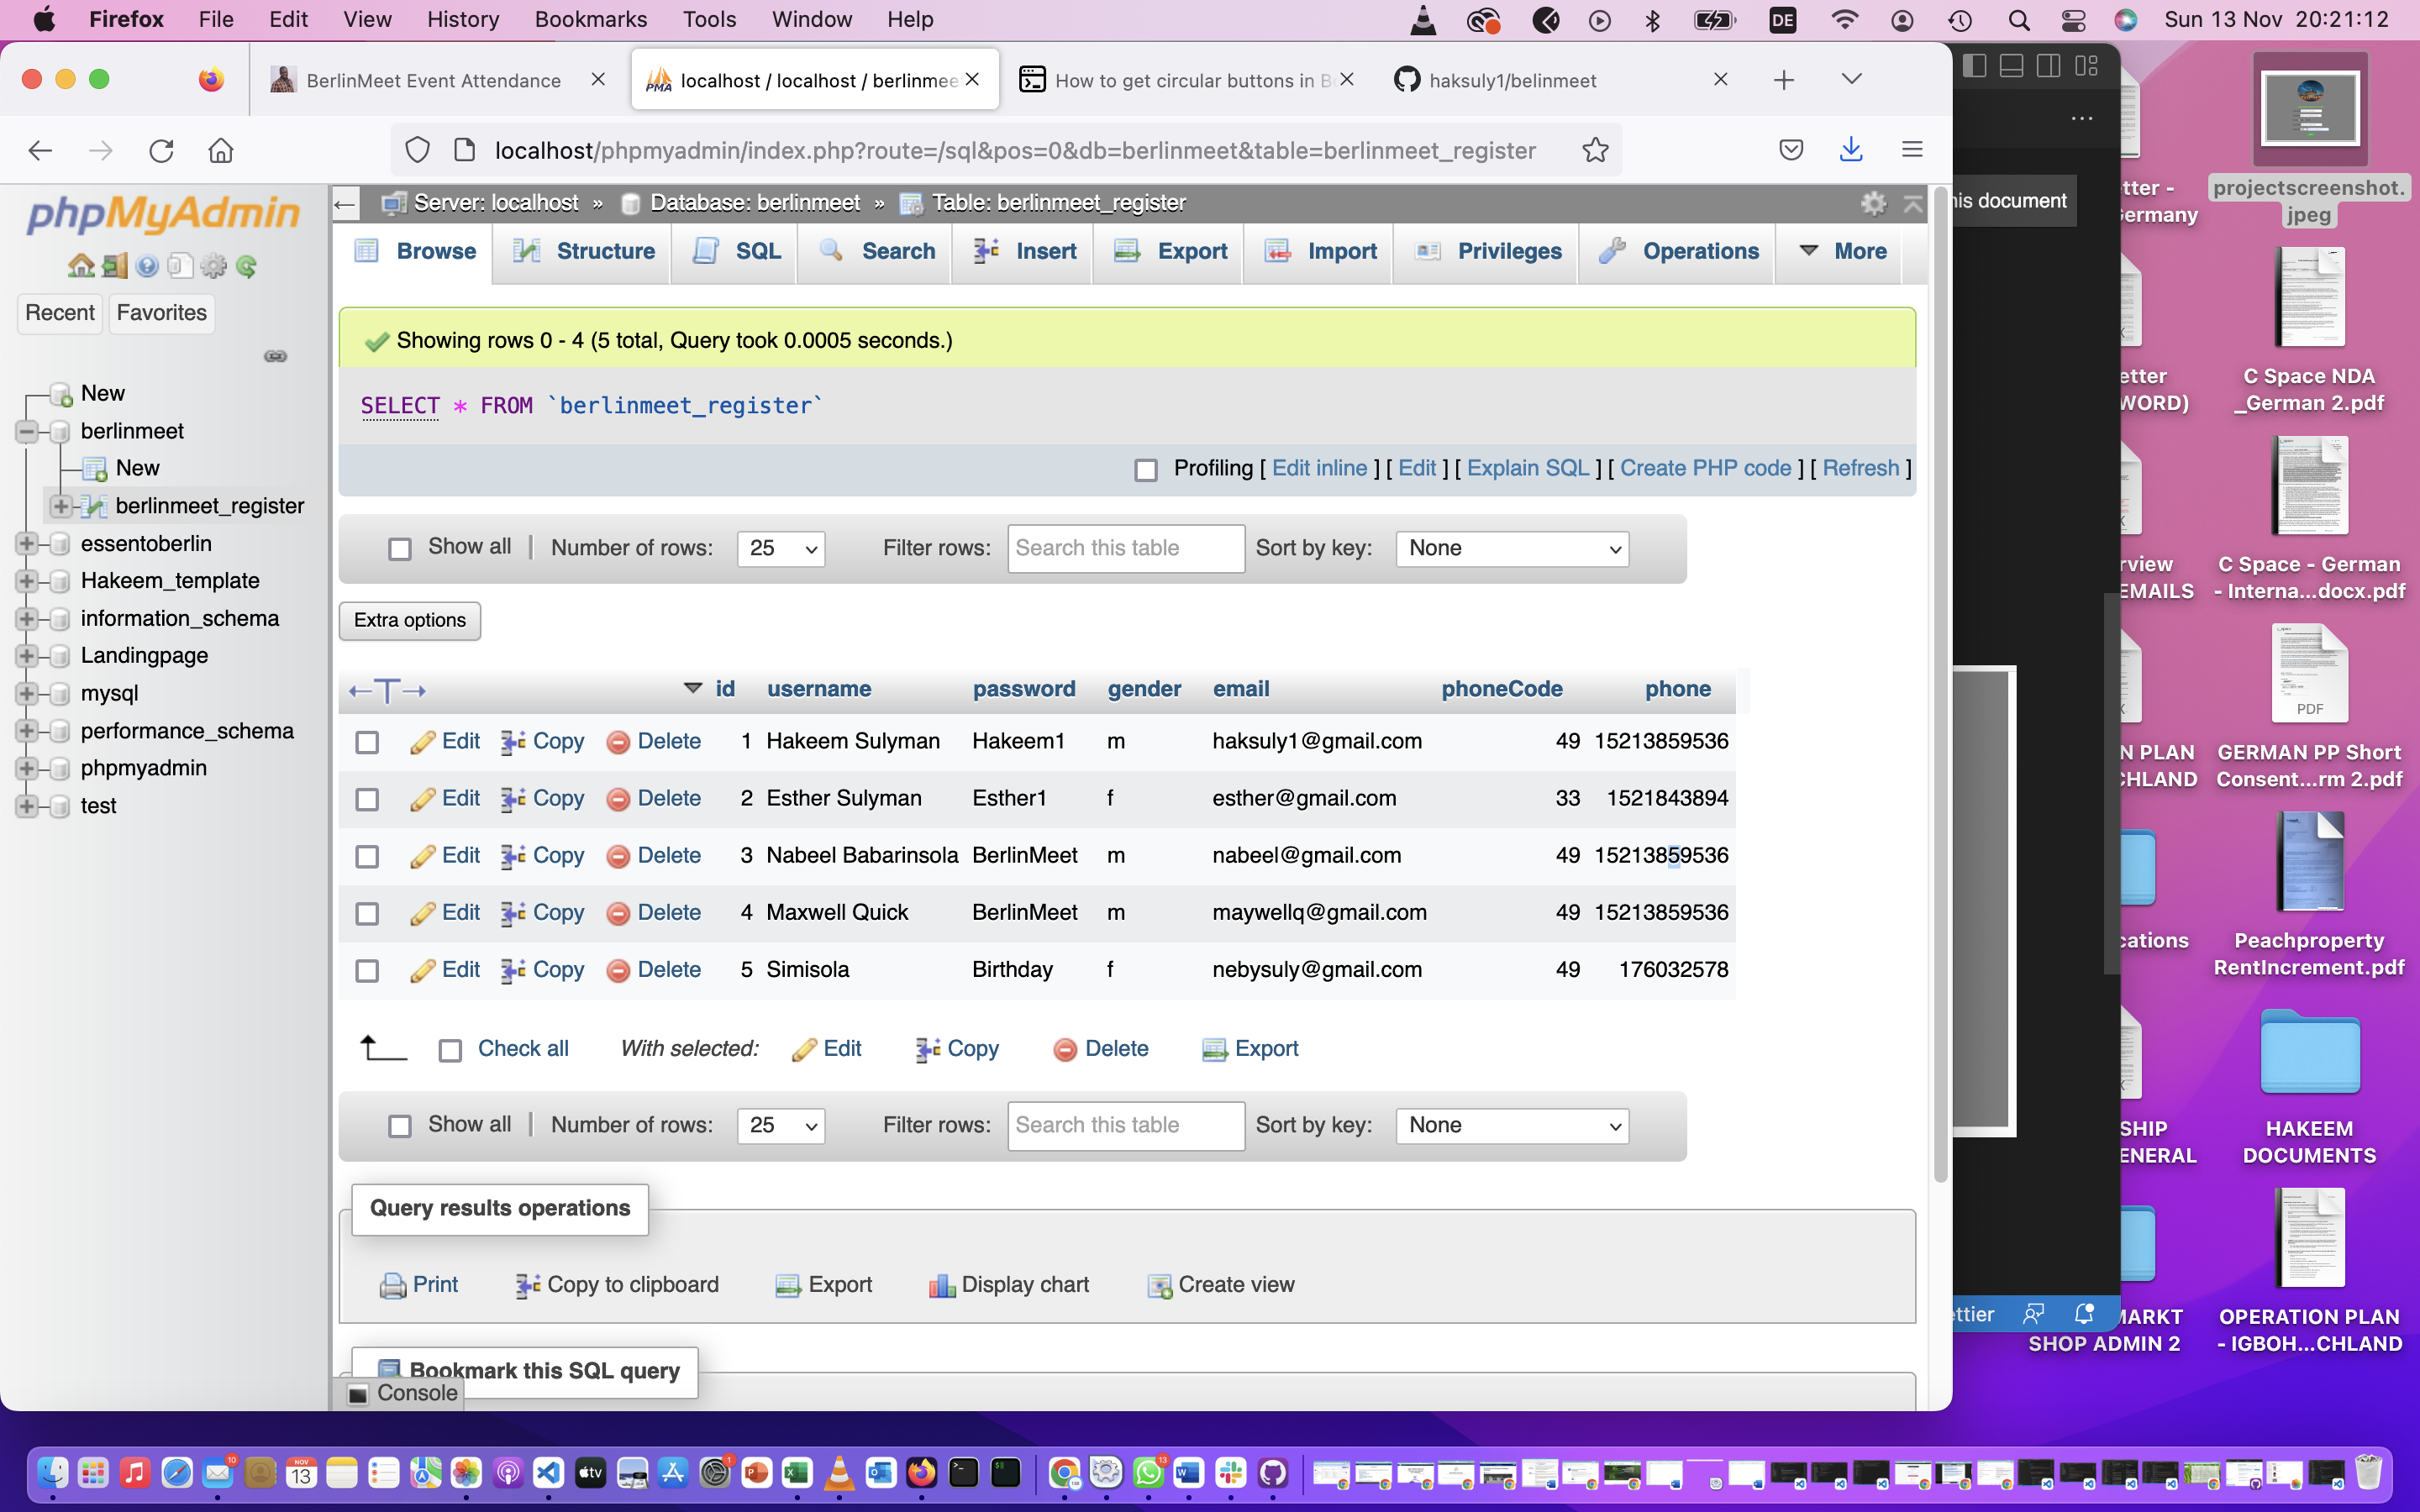 Firefox File Edit View History Bookmarks Tools Window Help DE Sun 13 Nov 20:21:12
BerlinMeet Event Attendance
PMA localhost / localhost / berlinmee
How to get circular buttons in B
haksuly1/belinmeet
localhost/phpmyadmin/index.php?route=/sql&pos=0&db=berlinmeet&table=berlinmeet_register
phpMyAdmin
Recent Favorites
New
berlinmeet
New
berlinmeet_register
essentoberlin
Hakeem_template
information_schema
Landingpage
mysql
performance_schema
phpmyadmin
test
Server: localhost » Database: berlinmeet » Table: berlinmeet_register
Browse Structure SQL Search Insert Export Import Privileges Operations More
Showing rows 0 - 4 (5 total, Query took 0.0005 seconds.)
SELECT * FROM `berlinmeet_register`
Profiling [ Edit inline ] [ Edit ] [ Explain SQL ] [ Create PHP code ] [ Refresh ]
Show all | Number of rows: 25 Filter rows: Search this table Sort by key: None
Extra options
←T→ id username password gender email phoneCode phone
Edit Copy Delete 1 Hakeem Sulyman Hakeem1 m haksuly1@gmail.com 49 15213859536
Edit Copy Delete 2 Esther Sulyman Esther1 f esther@gmail.com 33 1521843894
Edit Copy Delete 3 Nabeel Babarinsola BerlinMeet m nabeel@gmail.com 49 15213859536
Edit Copy Delete 4 Maxwell Quick BerlinMeet m maywellq@gmail.com 49 15213859536
Edit Copy Delete 5 Simisola Birthday f nebysuly@gmail.com 49 176032578
Check all With selected: Edit Copy Delete Export
Show all | Number of rows: 25 Filter rows: Search this table Sort by key: None
Query results operations
Print Copy to clipboard Export Display chart Create view
Bookmark this SQL query
Console
his document
ttier
tter -
Germany
etter
WORD)
rview
EMAILS
N PLAN
CHLAND
cations
SHIP
ENERAL
MARKT
SHOP ADMIN 2
projectscreenshot.
jpeg
C Space NDA
_German 2.pdf
C Space - German
- Interna...docx.pdf
PDF
GERMAN PP Short
Consent...rm 2.pdf
Peachproperty
RentIncrement.pdf
HAKEEM
DOCUMENTS
OPERATION PLAN
- IGBOH...CHLAND
10
NOV
13
tv
1
13